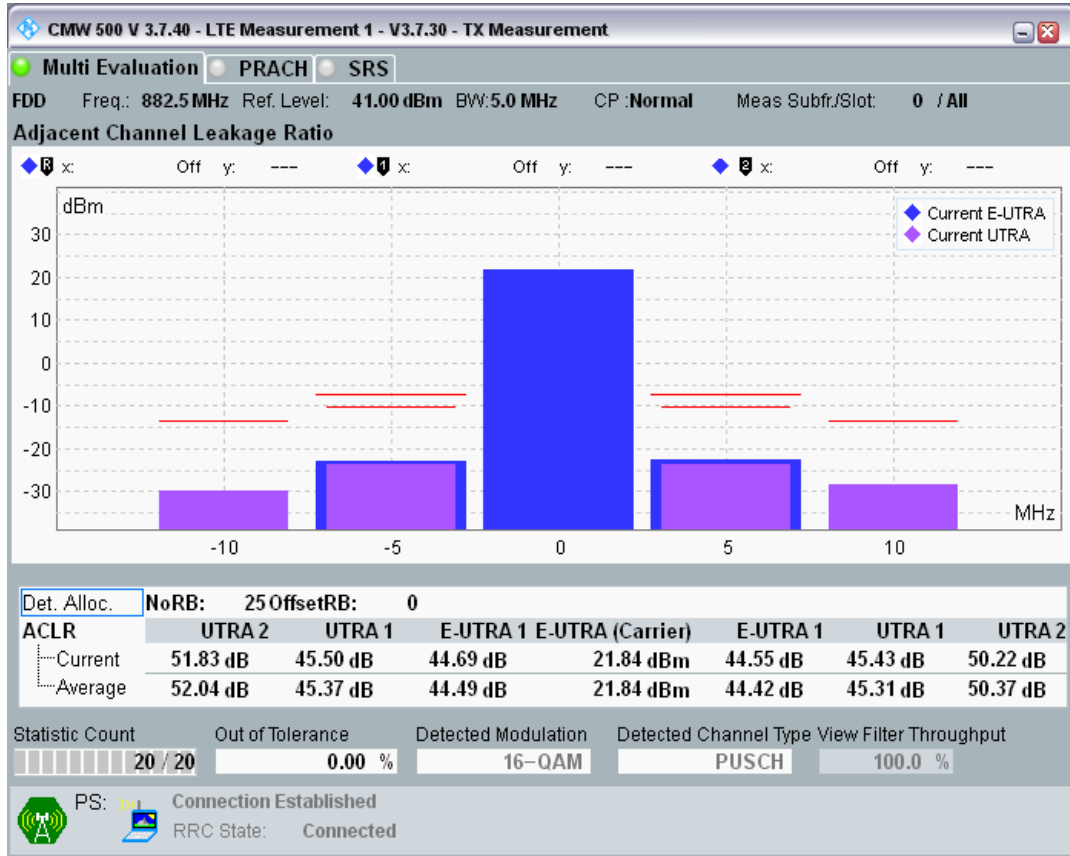 CMW 500 V 3.7.40 - LTE Measurement 1 - V3.7.30 - TX Measurement
Multi Evaluation PRACH SRS
FDD Freq.: 882.5 MHz Ref. Level: 41.00 dBm BW: 5.0 MHz CP : Normal Meas Subfr./Slot: 0 / All
Adjacent Channel Leakage Ratio
R x: Off y: --- 1 x: Off y: --- 2 x: Off y: ---
dBm
Current E-UTRA
Current UTRA
30
20
10
0
-10
-20
-30
MHz
-10 -5 0 5 10
Det. Alloc. NoRB: 25 OffsetRB: 0
ACLR UTRA 2 UTRA 1 E-UTRA 1 E-UTRA (Carrier) E-UTRA 1 UTRA 1 UTRA 2
Current 51.83 dB 45.50 dB 44.69 dB 21.84 dBm 44.55 dB 45.43 dB 50.22 dB
Average 52.04 dB 45.37 dB 44.49 dB 21.84 dBm 44.42 dB 45.31 dB 50.37 dB
Statistic Count Out of Tolerance Detected Modulation Detected Channel Type View Filter Throughput
20 / 20 0.00 % 16-QAM PUSCH 100.0 %
PS: Connection Established
RRC State: Connected